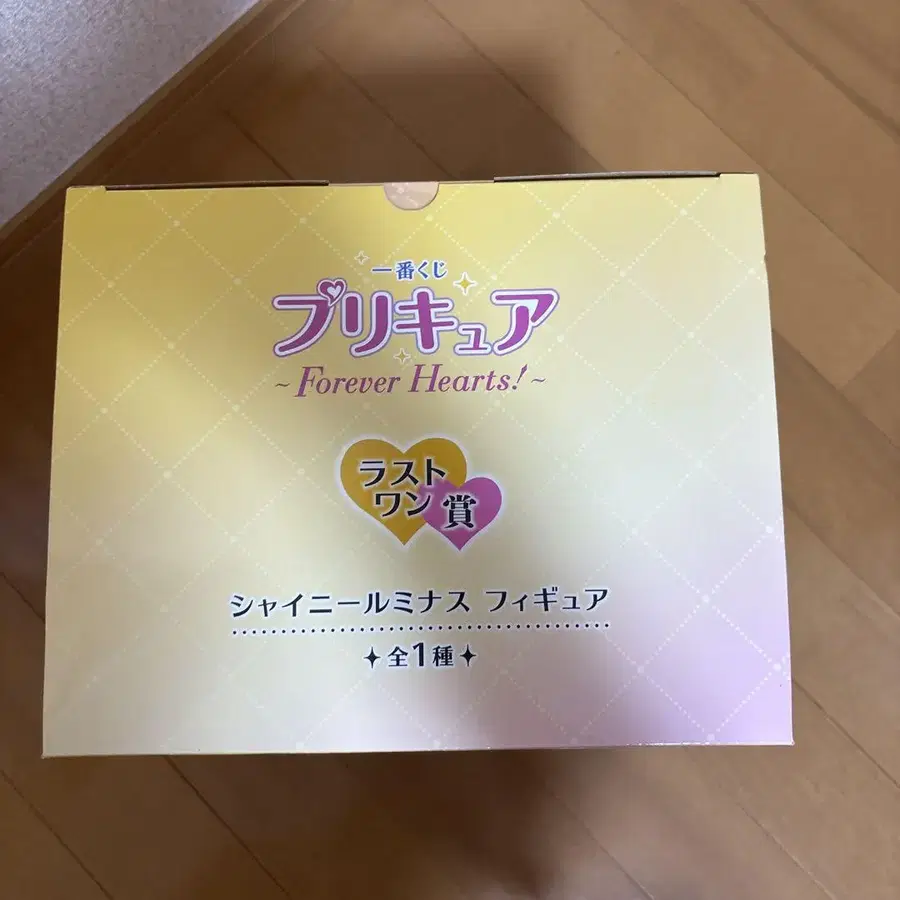 一番くじ
プリキュア
~Forever Hearts!~
ラスト
ワン賞
シャイニールミナス フィギュア
全1種